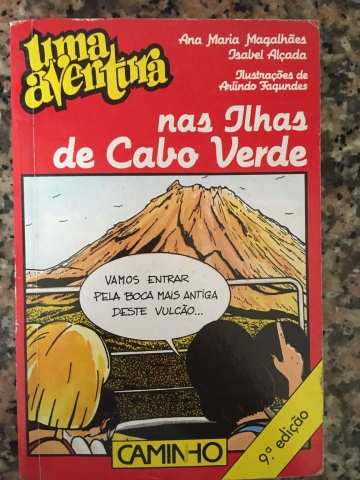 uma
aventura
Ana Maria Magalhães
Isabel Alçada
Ilustrações de
Arlindo Fagundes
nas Ilhas
de Cabo Verde
VAMOS ENTRAR
PELA BOCA MAIS ANTIGA
DESTE VULCÃO...
CAMINHO
9.ª edição